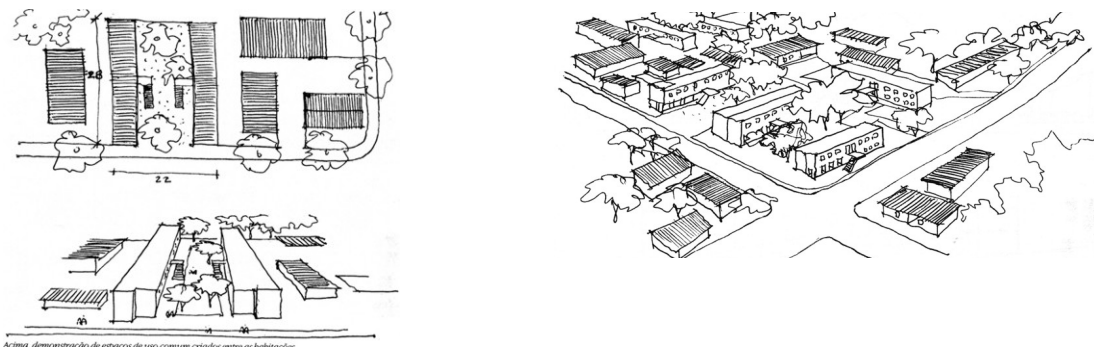 28
22
Acima, demonstração de espaços de uso comum criados entre as habitações